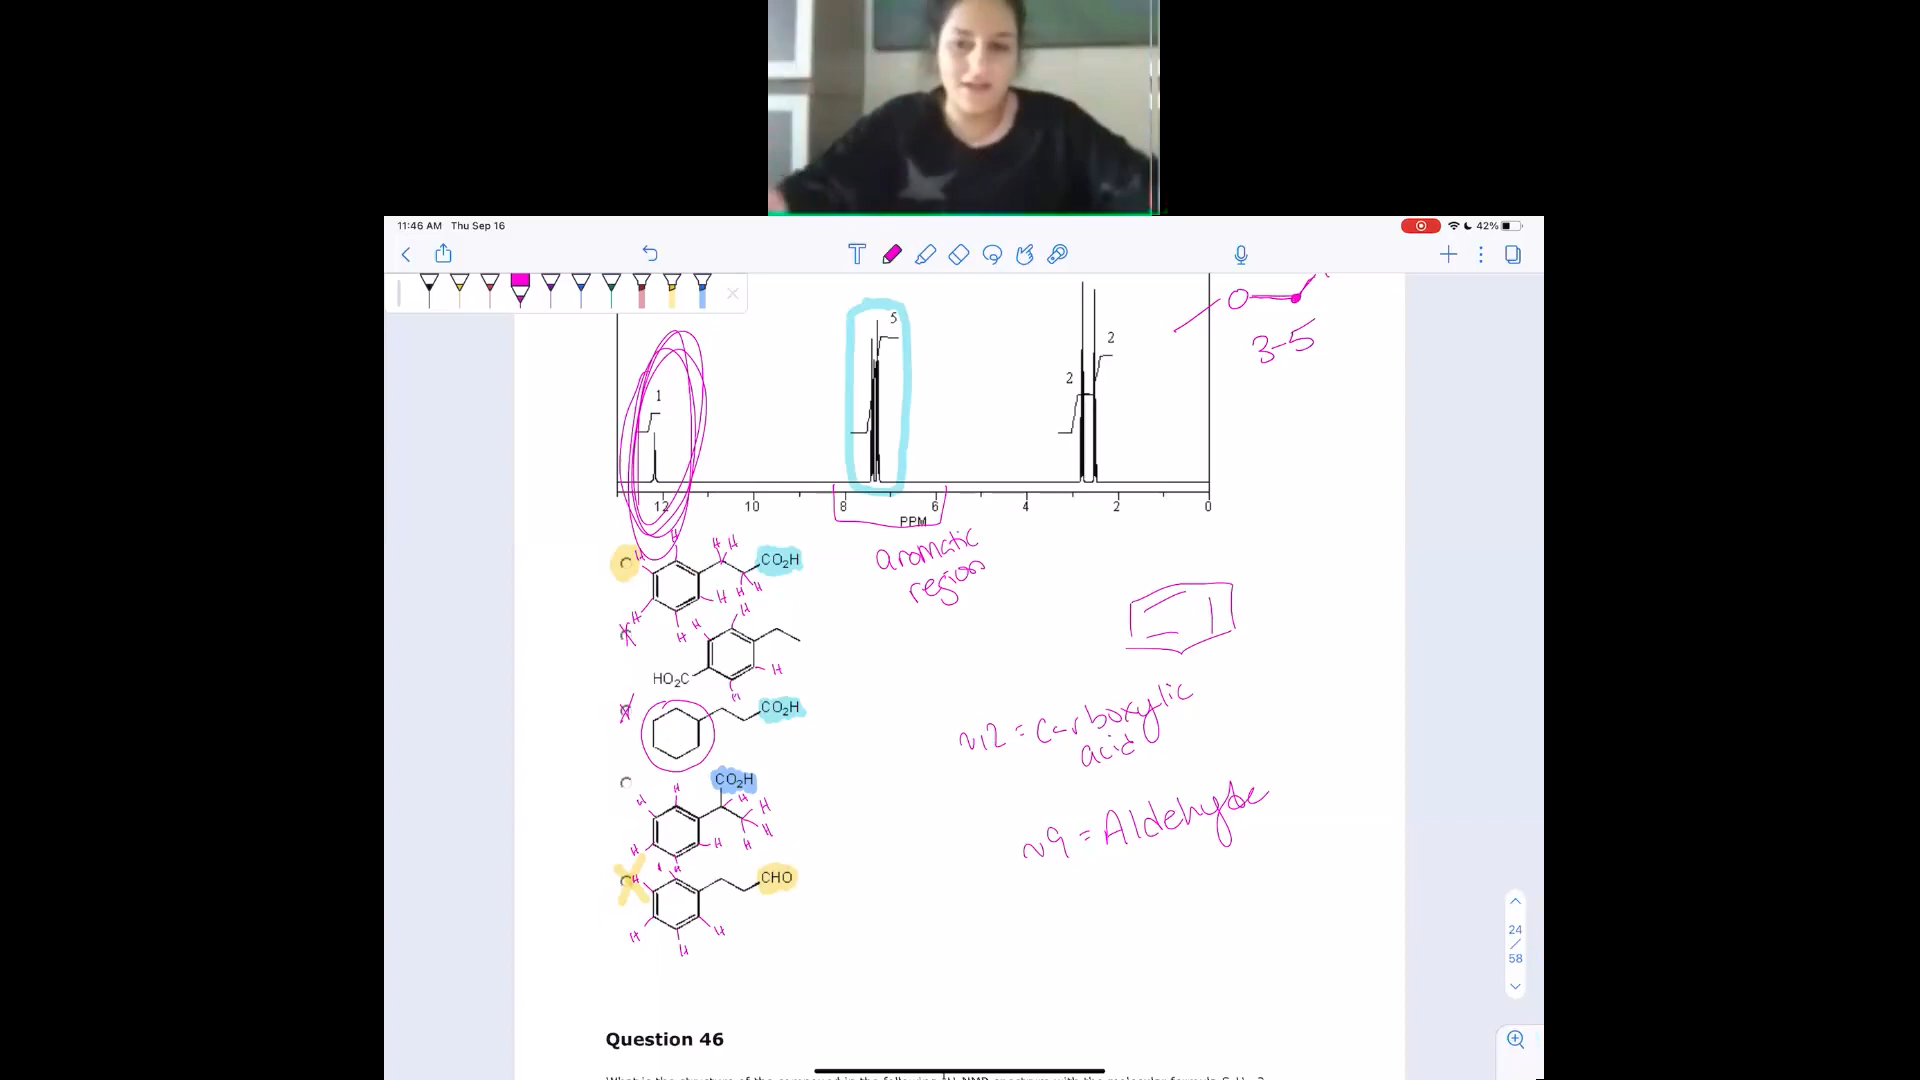 11:46 AM Thu Sep 16
42%
T
5
2
2
1
O
3-5
12 10 8 6 4 2 0
PPM
aromatic
region
H H H H
CO₂H
H H H
H H
H H
H
HO₂C
H
CO₂H
~12 = carboxylic
acid
CO₂H
H H H H
H H
H H H
H
~9 = Aldehyde
H H
CHO
H H
H
24
/
58
Question 46